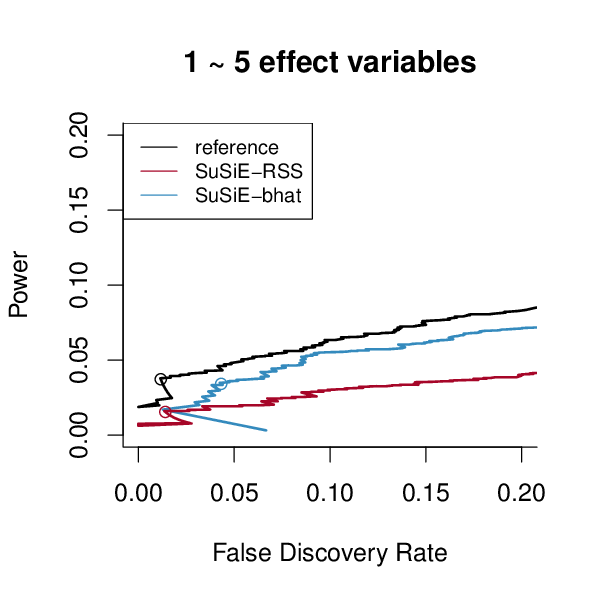 1 ~ 5 effect variables
reference
SuSiE−RSS
SuSiE−bhat
Power
0.20
0.15
0.10
0.05
0.00
0.00 0.05 0.10 0.15 0.20
False Discovery Rate